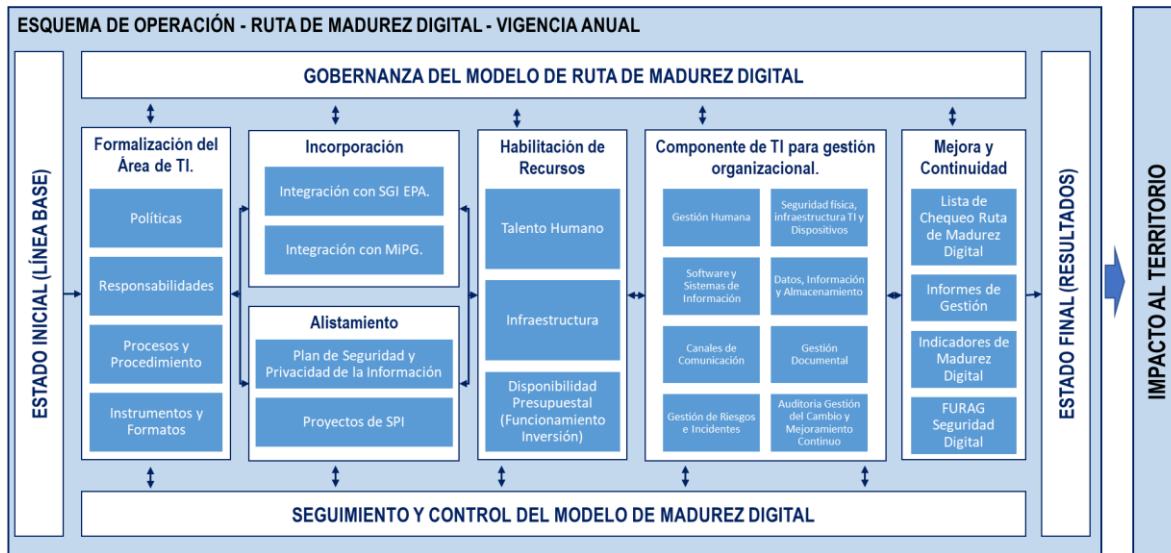 ESQUEMA DE OPERACIÓN - RUTA DE MADUREZ DIGITAL - VIGENCIA ANUAL
ESTADO INICIAL (LÍNEA BASE)
GOBERNANZA DEL MODELO DE RUTA DE MADUREZ DIGITAL
Formalización del
Área de TI.
Políticas
Responsabilidades
Procesos y
Procedimiento
Instrumentos y
Formatos
Incorporación
Integración con SGI EPA.
Integración con MiPG.
Alistamiento
Plan de Seguridad y
Privacidad de la Información
Proyectos de SPI
Habilitación de
Recursos
Talento Humano
Infraestructura
Disponibilidad
Presupuestal
(Funcionamiento
Inversión)
Componente de TI para gestión
organizacional.
Gestión Humana
Seguridad física,
infraestructura TI y
Dispositivos
Software y
Sistemas de
Información
Datos, Información
y Almacenamiento
Canales de
Comunicación
Gestión
Documental
Gestión de Riesgos
e Incidentes
Auditoria Gestión
del Cambio y
Mejoramiento
Continuo
Mejora y
Continuidad
Lista de
Chequeo Ruta
de Madurez
Digital
Informes de
Gestión
Indicadores de
Madurez
Digital
FURAG
Seguridad
Digital
SEGUIMIENTO Y CONTROL DEL MODELO DE MADUREZ DIGITAL
ESTADO FINAL (RESULTADOS)
IMPACTO AL TERRITORIO